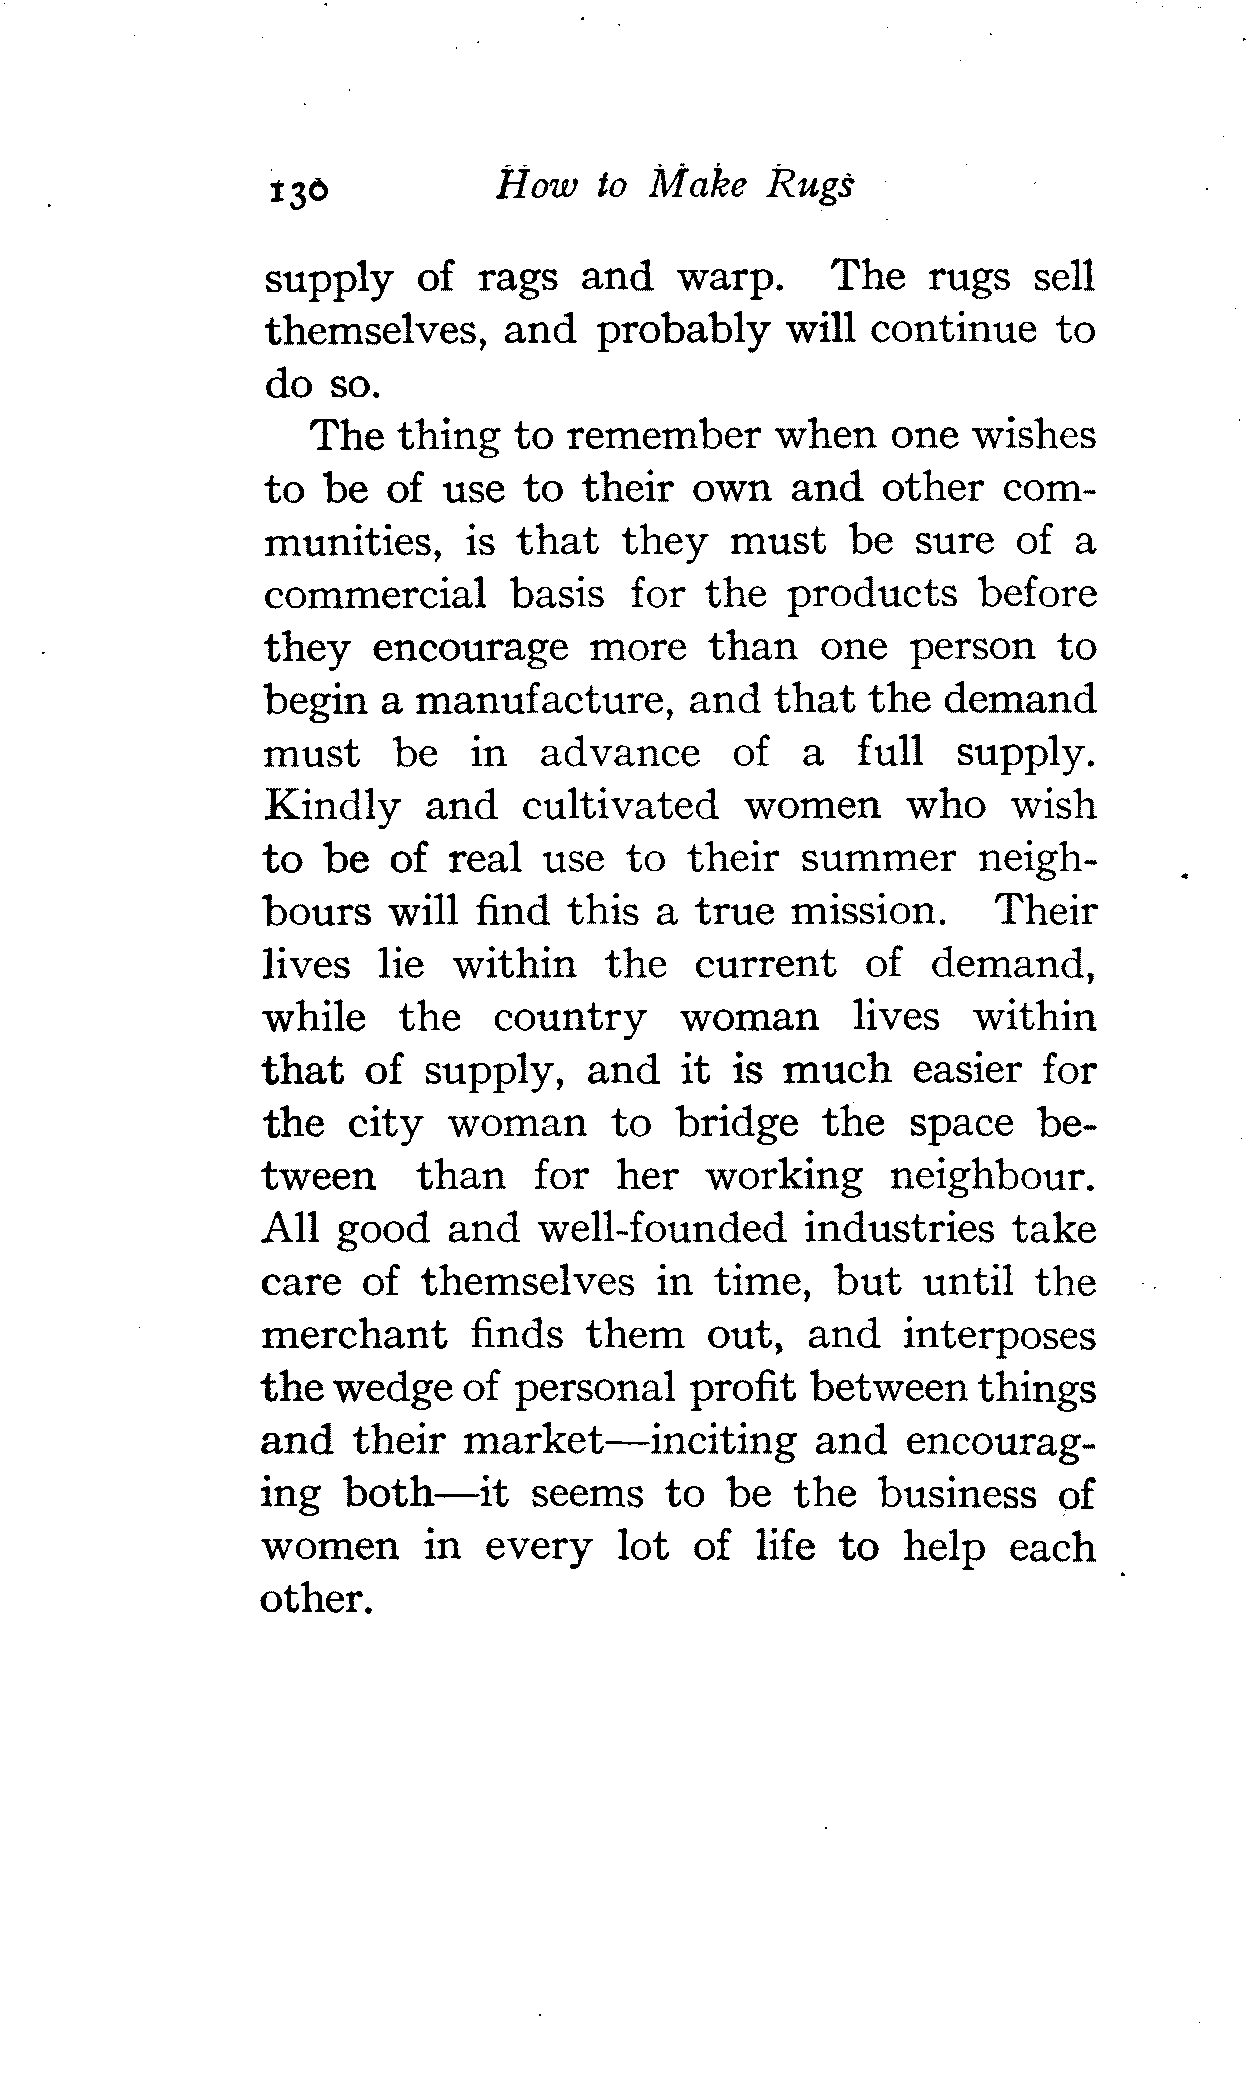 130 How to Make Rugs
supply of rags and warp. The rugs sell
themselves, and probably will continue to
do so.
The thing to remember when one wishes
to be of use to their own and other com-
munities, is that they must be sure of a
commercial basis for the products before
they encourage more than one person to
begin a manufacture, and that the demand
must be in advance of a full supply.
Kindly and cultivated women who wish
to be of real use to their summer neigh-
bours will find this a true mission. Their
lives lie within the current of demand,
while the country woman lives within
that of supply, and it is much easier for
the city woman to bridge the space be-
tween than for her working neighbour.
All good and well-founded industries take
care of themselves in time, but until the
merchant finds them out, and interposes
the wedge of personal profit between things
and their market—inciting and encourag-
ing both—it seems to be the business of
women in every lot of life to help each
other.